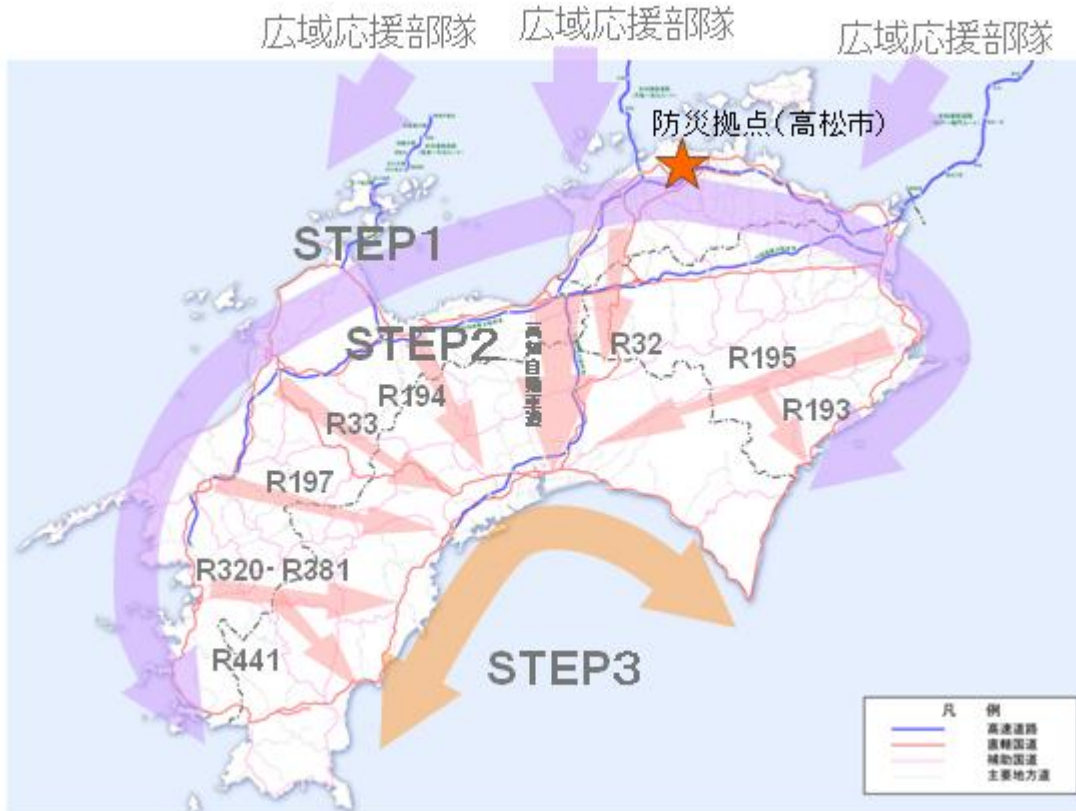 広域応援部隊
広域応援部隊
広域応援部隊
防災拠点(高松市)
STEP1
STEP2
R32
R195
R194
R193
R33
R197
R320- R381
R441
STEP3
凡 例
高速道路
直轄国道
補助国道
主要地方道